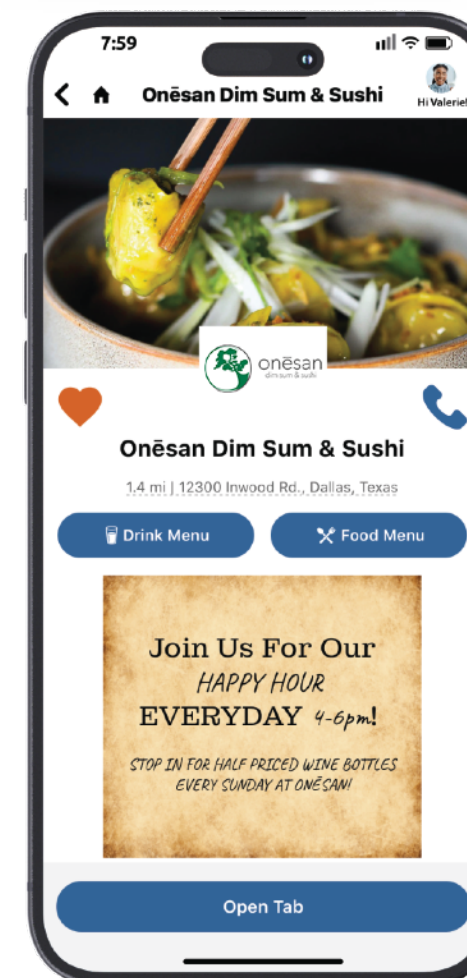 7:59
Onēsan Dim Sum & Sushi
Hi Valerie!
onēsan
dim sum & sushi
Onēsan Dim Sum & Sushi
1.4 mi | 12300 Inwood Rd., Dallas, Texas
Drink Menu
Food Menu
Join Us For Our
HAPPY HOUR
EVERYDAY 4-6pm!
STOP IN FOR HALF PRICED WINE BOTTLES
EVERY SUNDAY AT ONĒSAN!
Open Tab